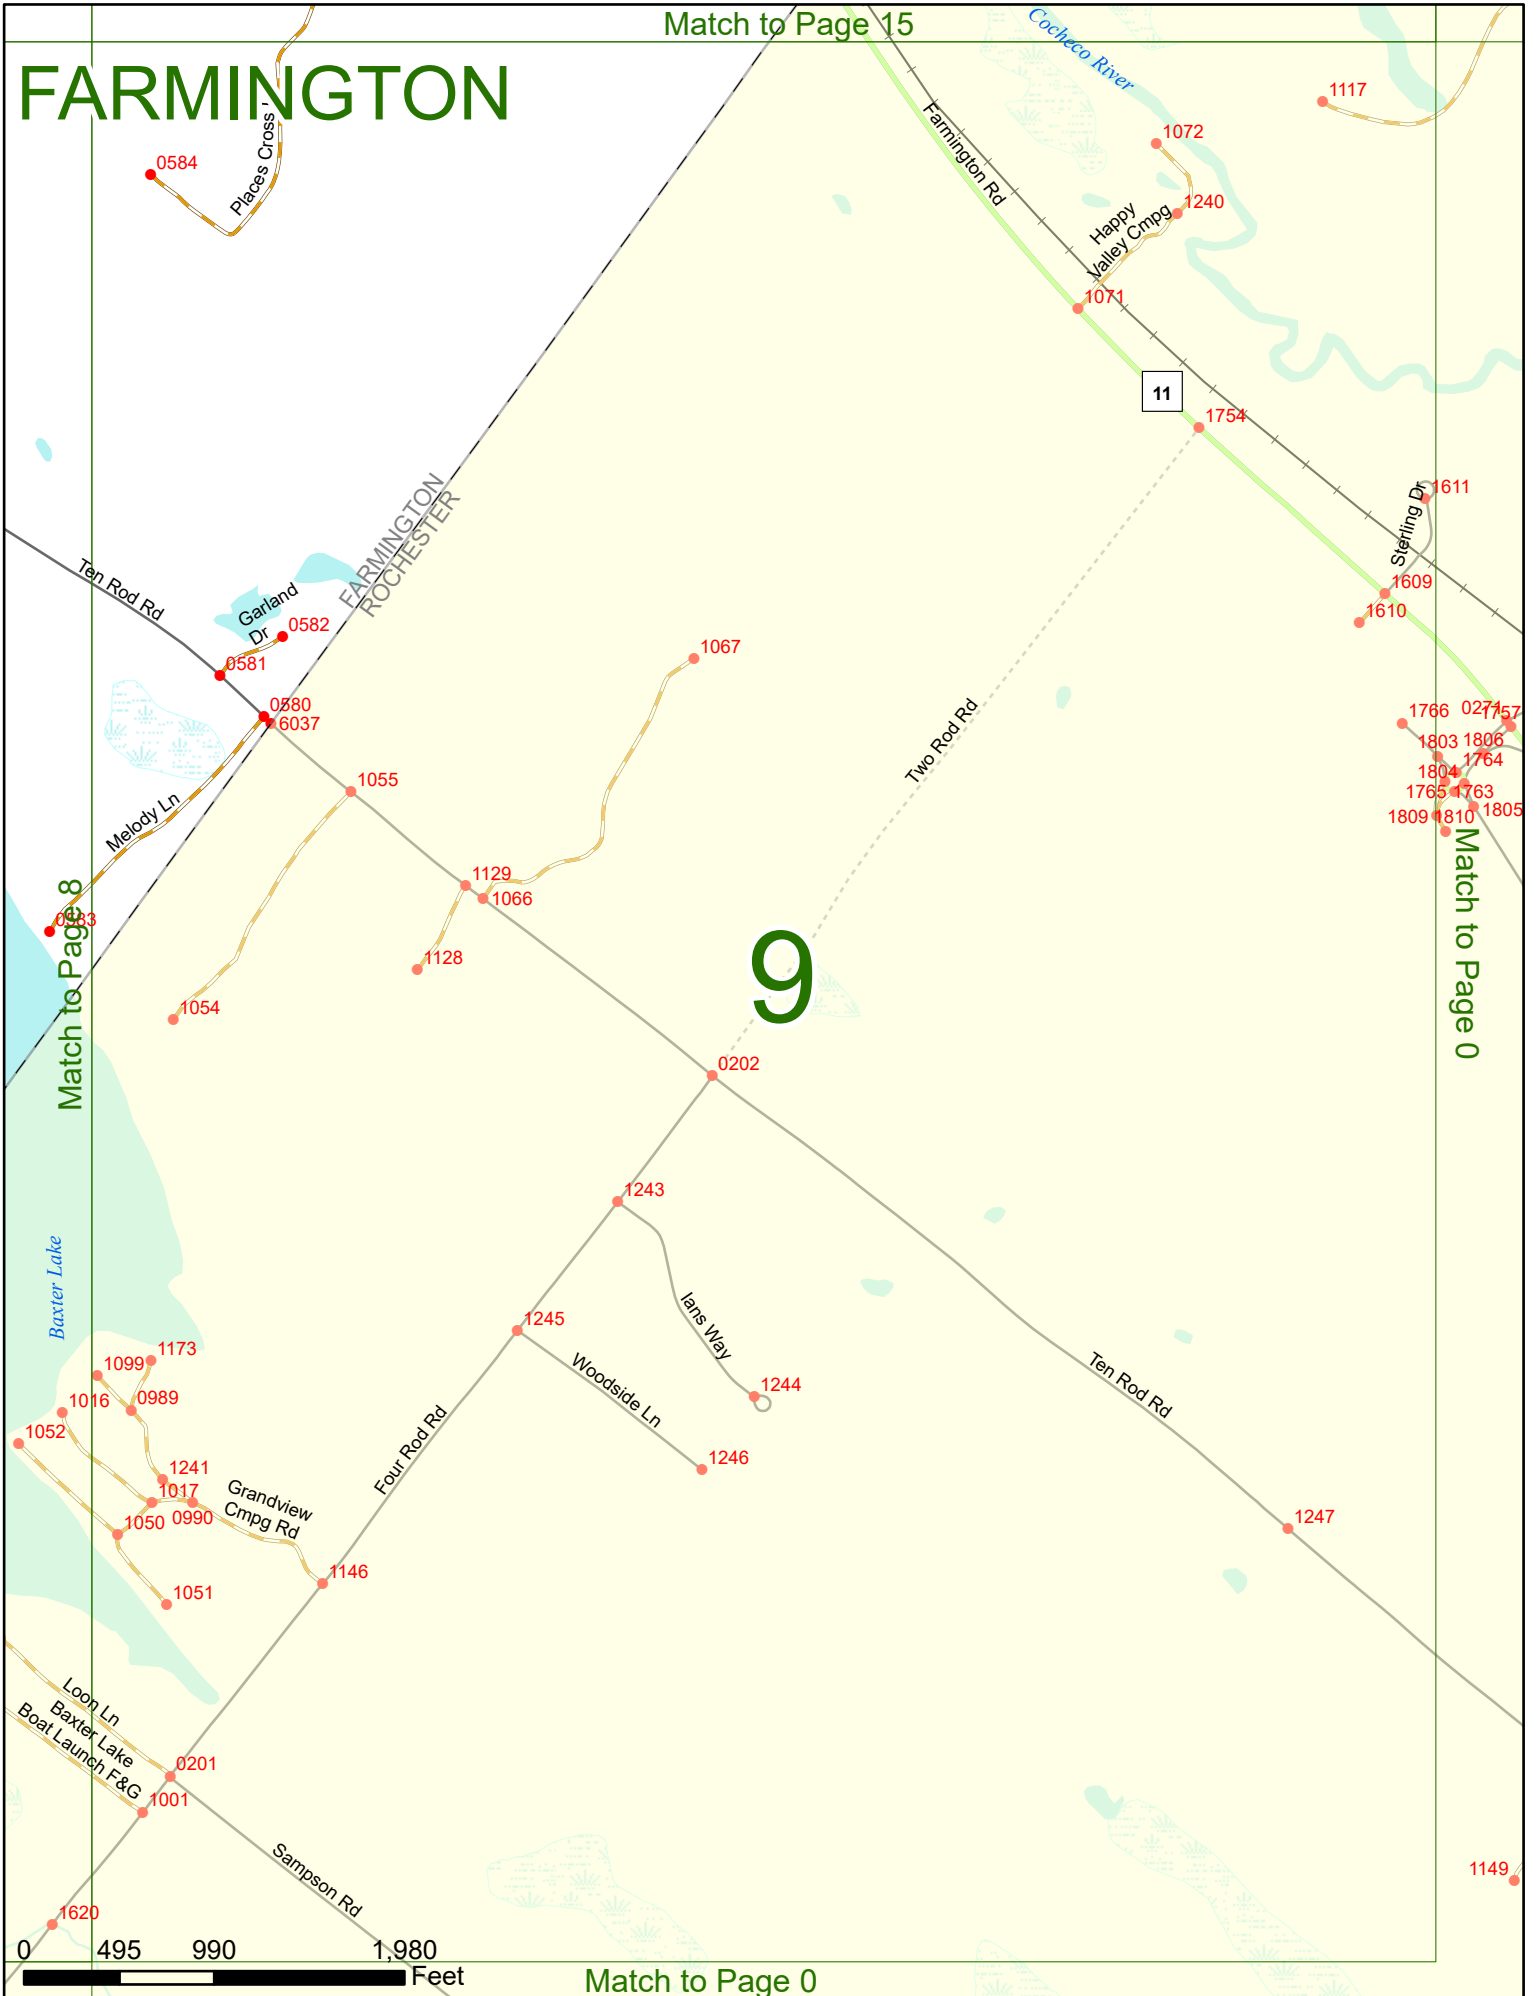 Match to Page 15
FARMINGTON
Cocheco River
1117
1072
0584
Places Cross
Farmington Rd
1240
Happy
Valley Cmpg
1071
11
1754
FARMINGTON
ROCHESTER
1611
Sterling Dr
1609
1610
Ten Rod Rd
Garland
Dr
0582
0581
1067
0580
6037
Two Rod Rd
1766
0271
1757
1803
1806
1764
1804
1765
1763
1805
1809
1810
1055
Melody Ln
1129
1066
0583
Match to Page 8
Match to Page 0
9
1128
1054
0202
1243
Baxter Lake
1245
Ians Way
1173
1099
1016
0989
1052
Woodside Ln
1244
Ten Rod Rd
Four Rod Rd
1246
1241
1017
0990
Grandview
Cmpg Rd
1050
1247
1146
1051
Loon Ln
Baxter Lake
Boat Launch F&G
0201
1001
Sampson Rd
1149
1620
0 495 990 1,980
Feet
Match to Page 0